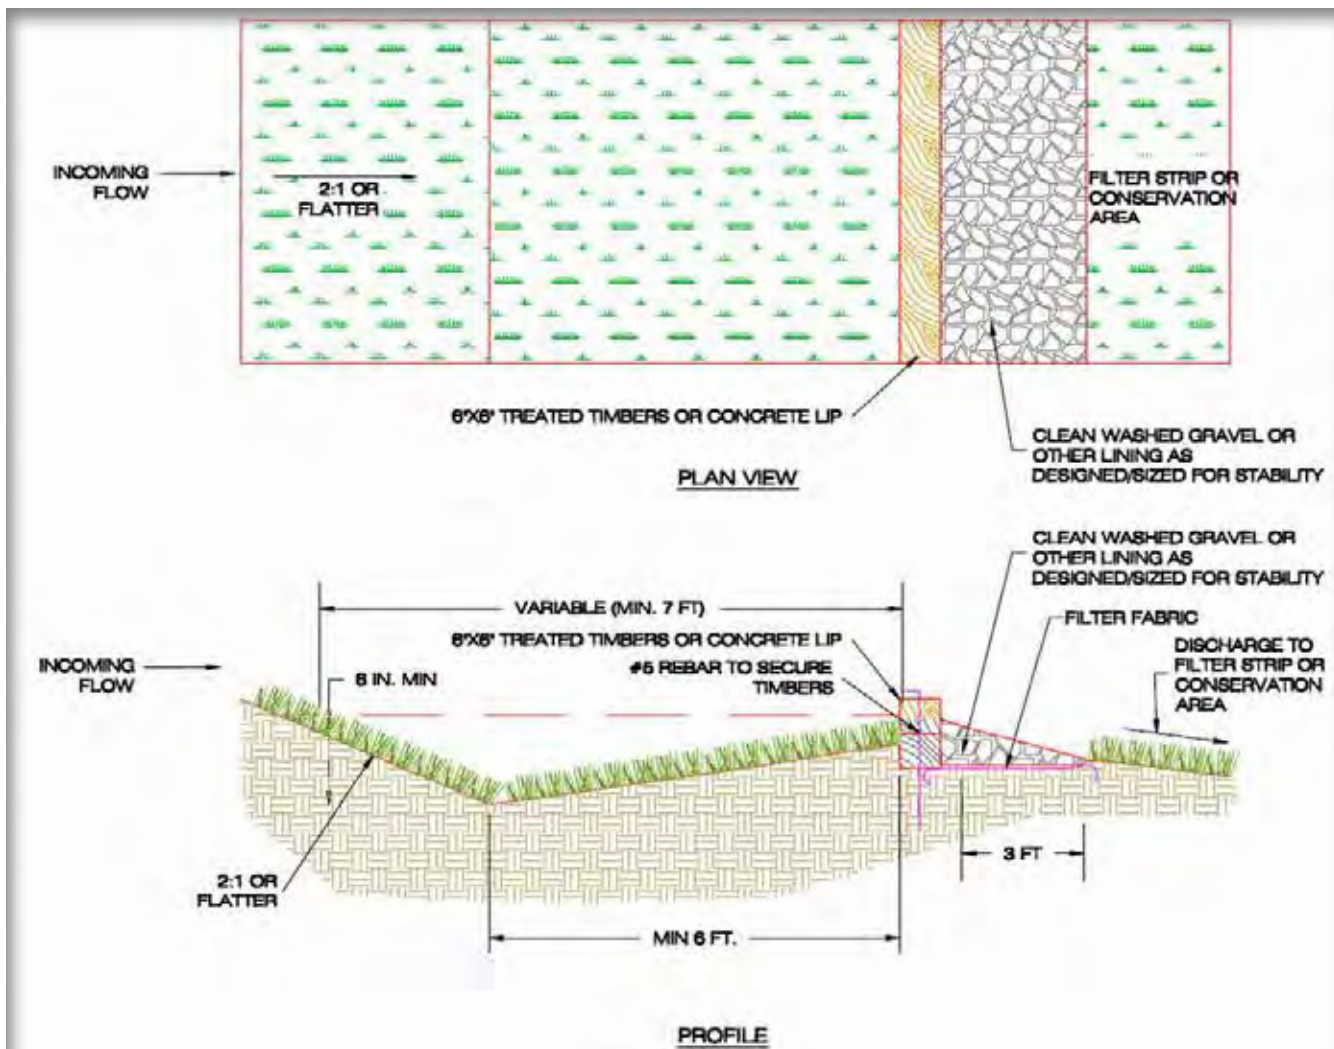 INCOMING
FLOW
2:1 OR
FLATTER
FILTER STRIP OR
CONSERVATION
AREA
6"X6" TREATED TIMBERS OR CONCRETE LIP
CLEAN WASHED GRAVEL OR
OTHER LINING AS
DESIGNED/SIZED FOR STABILITY
PLAN VIEW
CLEAN WASHED GRAVEL OR
OTHER LINING AS
DESIGNED/SIZED FOR STABILITY
VARIABLE (MIN. 7 FT)
FILTER FABRIC
6"X6" TREATED TIMBERS OR CONCRETE LIP
#5 REBAR TO SECURE
TIMBERS
DISCHARGE TO
FILTER STRIP OR
CONSERVATION
AREA
INCOMING
FLOW
6 IN. MIN
2:1 OR
FLATTER
3 FT
MIN 6 FT.
PROFILE